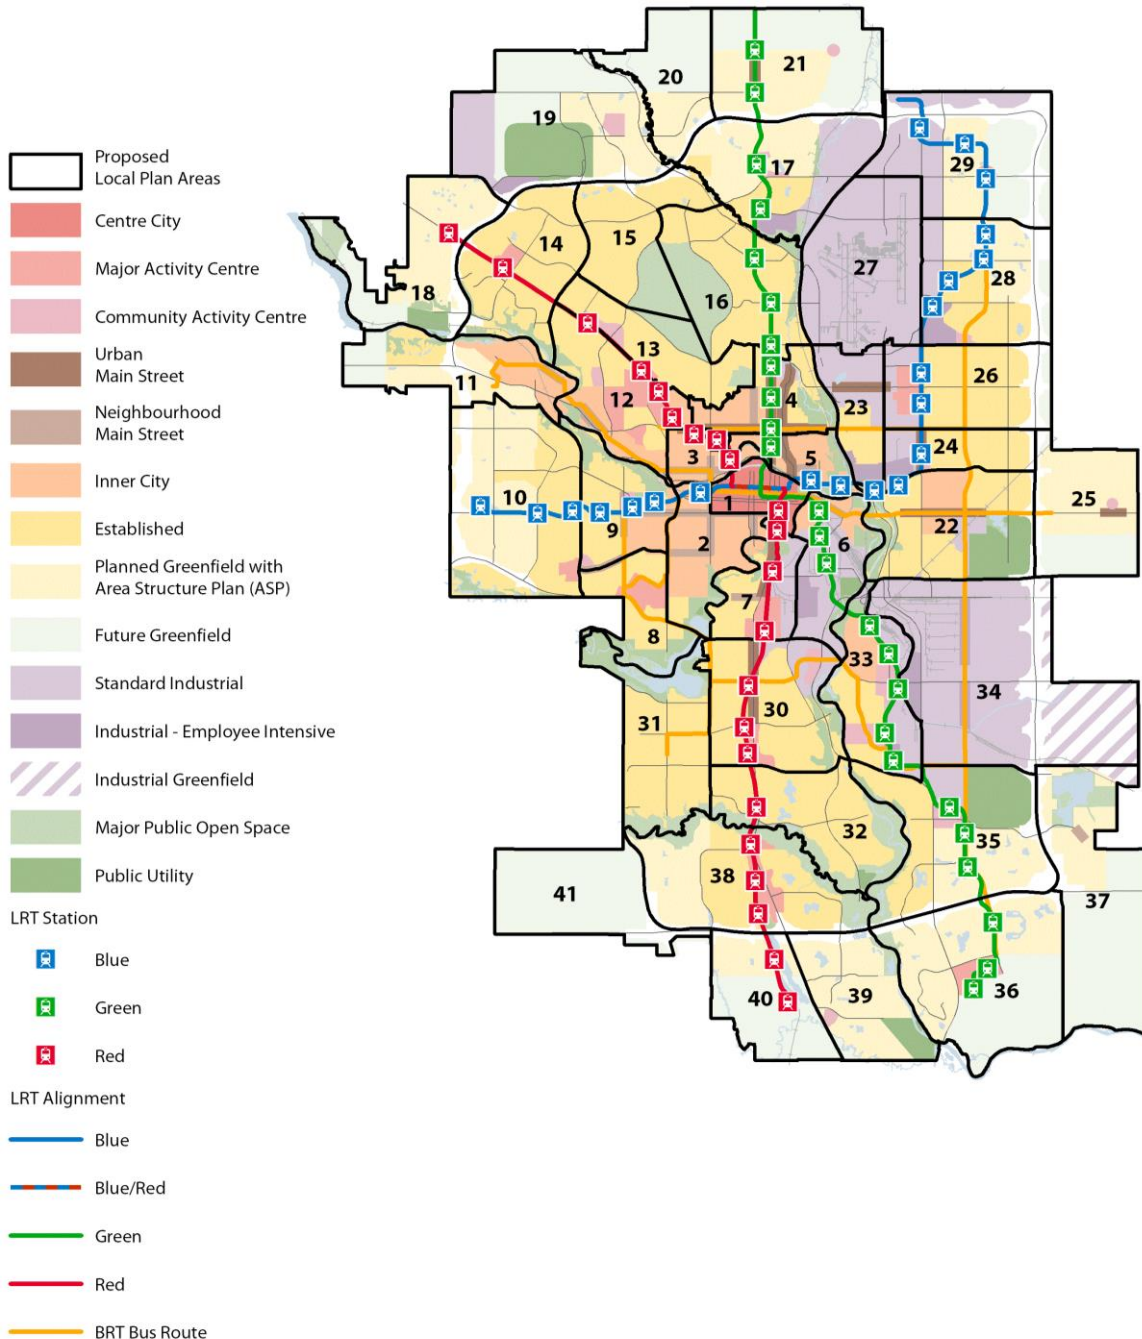 Proposed
Local Plan Areas
Centre City
Major Activity Centre
Community Activity Centre
Urban
Main Street
Neighbourhood
Main Street
Inner City
Established
Planned Greenfield with
Area Structure Plan (ASP)
Future Greenfield
Standard Industrial
Industrial - Employee Intensive
Industrial Greenfield
Major Public Open Space
Public Utility
LRT Station
Blue
Green
Red
LRT Alignment
Blue
Blue/Red
Green
Red
BRT Bus Route
20
21
19
17
29
14
15
27
28
16
18
13
11
12
4
23
26
3
5
24
10
1
25
9
2
6
22
7
8
33
34
30
31
32
35
38
41
37
40
39
36